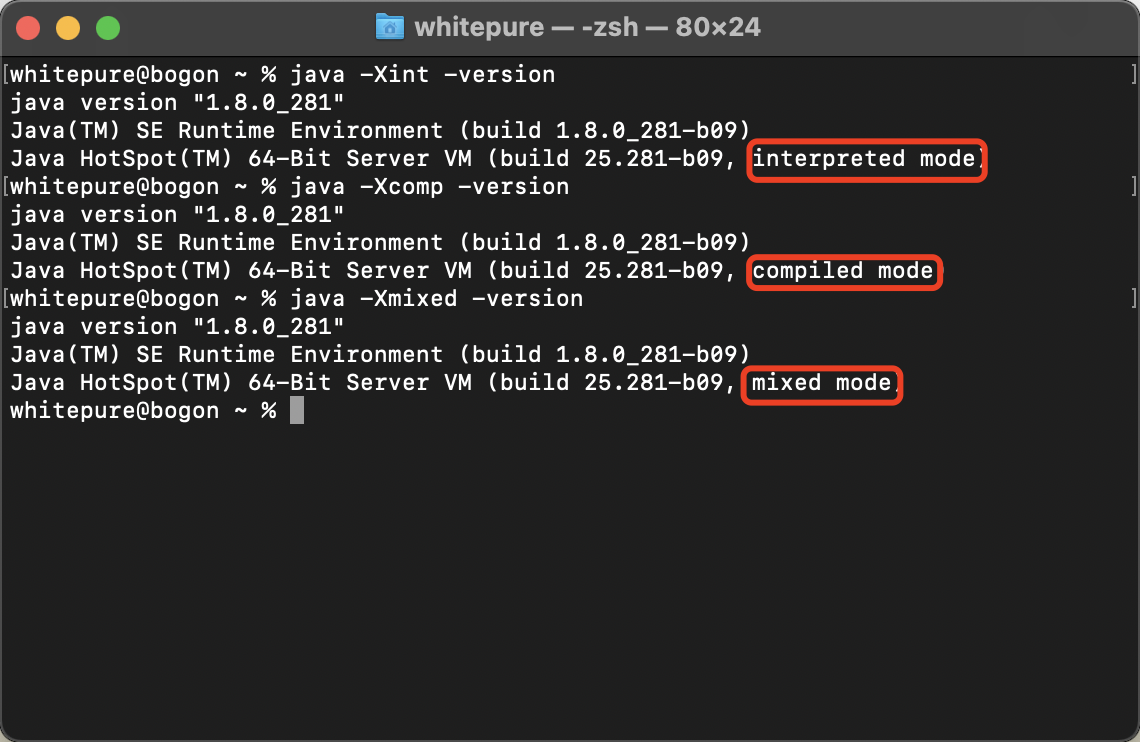 whitepure — -zsh — 80×24
[whitepure@bogon ~ % java -Xint -version ]
java version "1.8.0_281"
Java(TM) SE Runtime Environment (build 1.8.0_281-b09)
Java HotSpot(TM) 64-Bit Server VM (build 25.281-b09, interpreted mode)
[whitepure@bogon ~ % java -Xcomp -version ]
java version "1.8.0_281"
Java(TM) SE Runtime Environment (build 1.8.0_281-b09)
Java HotSpot(TM) 64-Bit Server VM (build 25.281-b09, compiled mode)
[whitepure@bogon ~ % java -Xmixed -version ]
java version "1.8.0_281"
Java(TM) SE Runtime Environment (build 1.8.0_281-b09)
Java HotSpot(TM) 64-Bit Server VM (build 25.281-b09, mixed mode)
whitepure@bogon ~ %